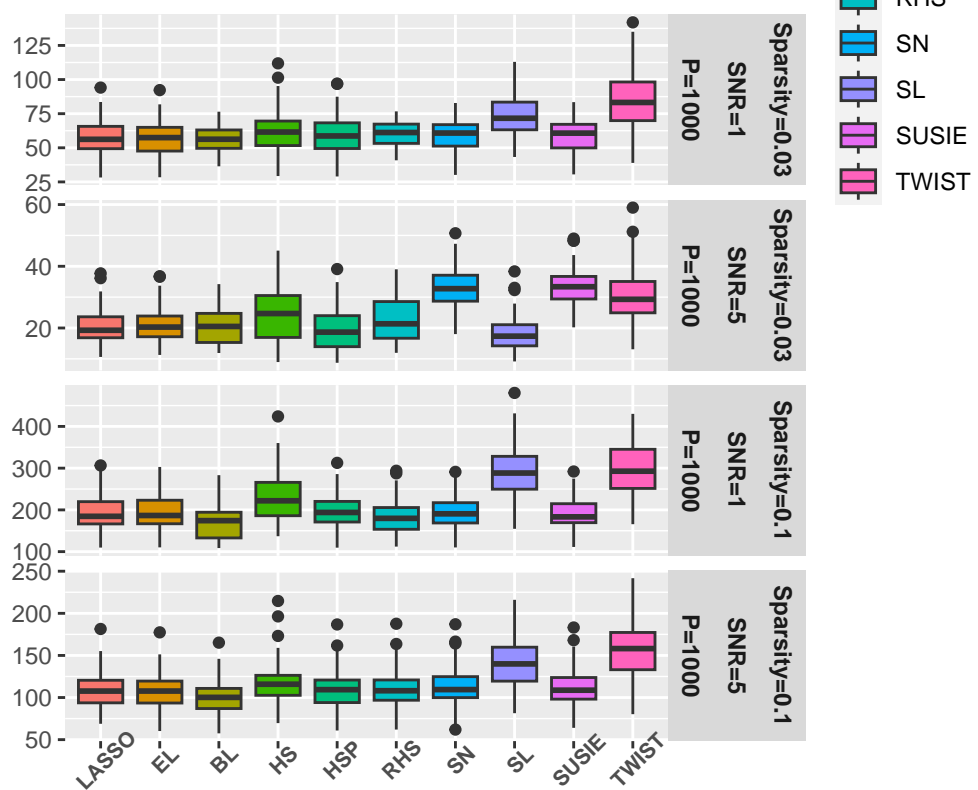 125
100
75
50
25
Sparsity=0.03
SNR=1
P=1000
60
40
20
Sparsity=0.03
SNR=5
P=1000
400
300
200
100
Sparsity=0.1
SNR=1
P=1000
250
200
150
100
50
Sparsity=0.1
SNR=5
P=1000
LASSO
EL
BL
HS
HSP
RHS
SN
SL
SUSIE
TWIST
RHS
SN
SL
SUSIE
TWIST